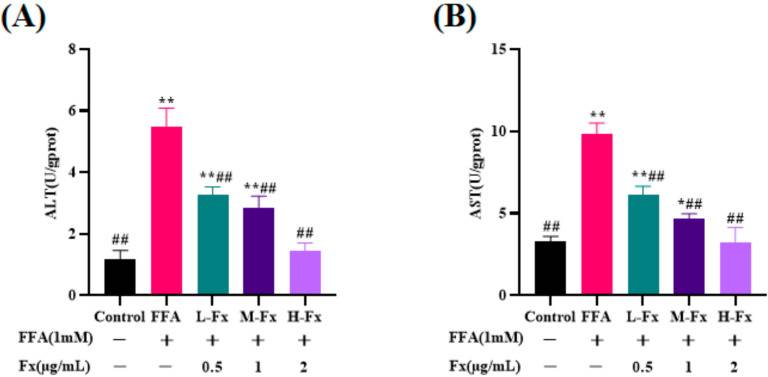 (A)
8
6
4
2
0
ALT(U/gprot)
##
**
**##
**##
##
Control FFA L-Fx M-Fx H-Fx
FFA(1mM) − + + + +
Fx(μg/mL) − − 0.5 1 2
(B)
15
10
5
0
AST(U/gprot)
##
**
**##
*##
##
Control FFA L-Fx M-Fx H-Fx
FFA(1mM) − + + + +
Fx(μg/mL) − − 0.5 1 2